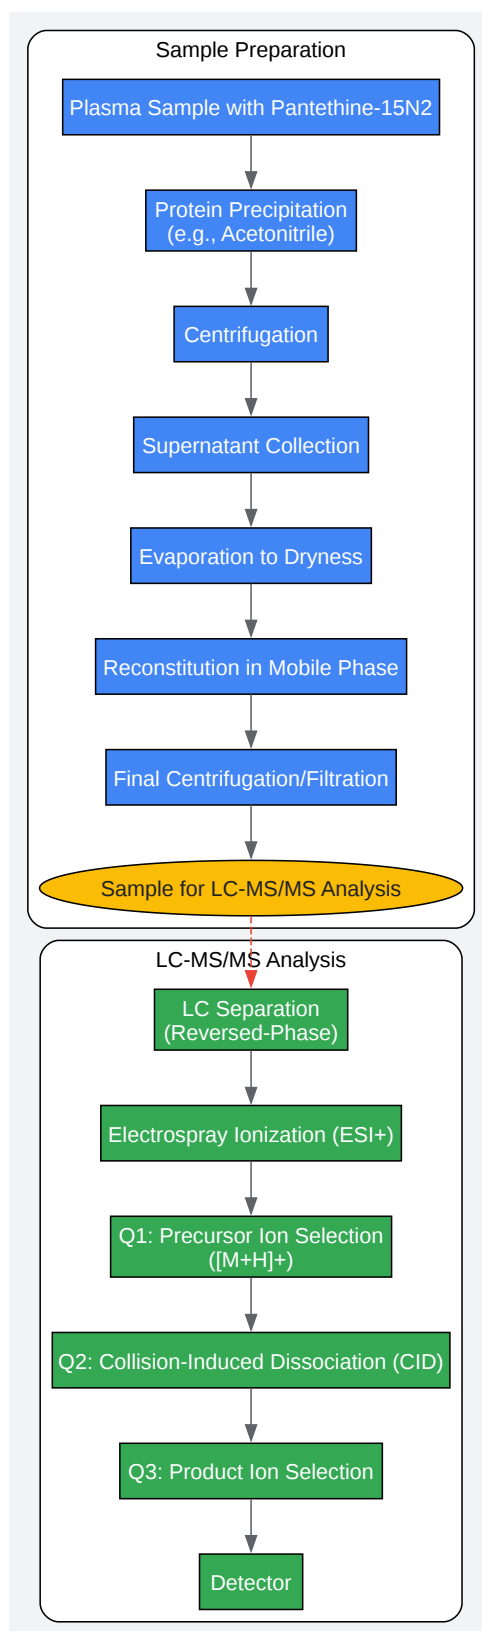 Sample Preparation
Plasma Sample with Pantethine-15N2
Protein Precipitation
(e.g., Acetonitrile)
Centrifugation
Supernatant Collection
Evaporation to Dryness
Reconstitution in Mobile Phase
Final Centrifugation/Filtration
Sample for LC-MS/MS Analysis
LC-MS/MS Analysis
LC Separation
(Reversed-Phase)
Electrospray Ionization (ESI+)
Q1: Precursor Ion Selection
([M+H]+)
Q2: Collision-Induced Dissociation (CID)
Q3: Product Ion Selection
Detector